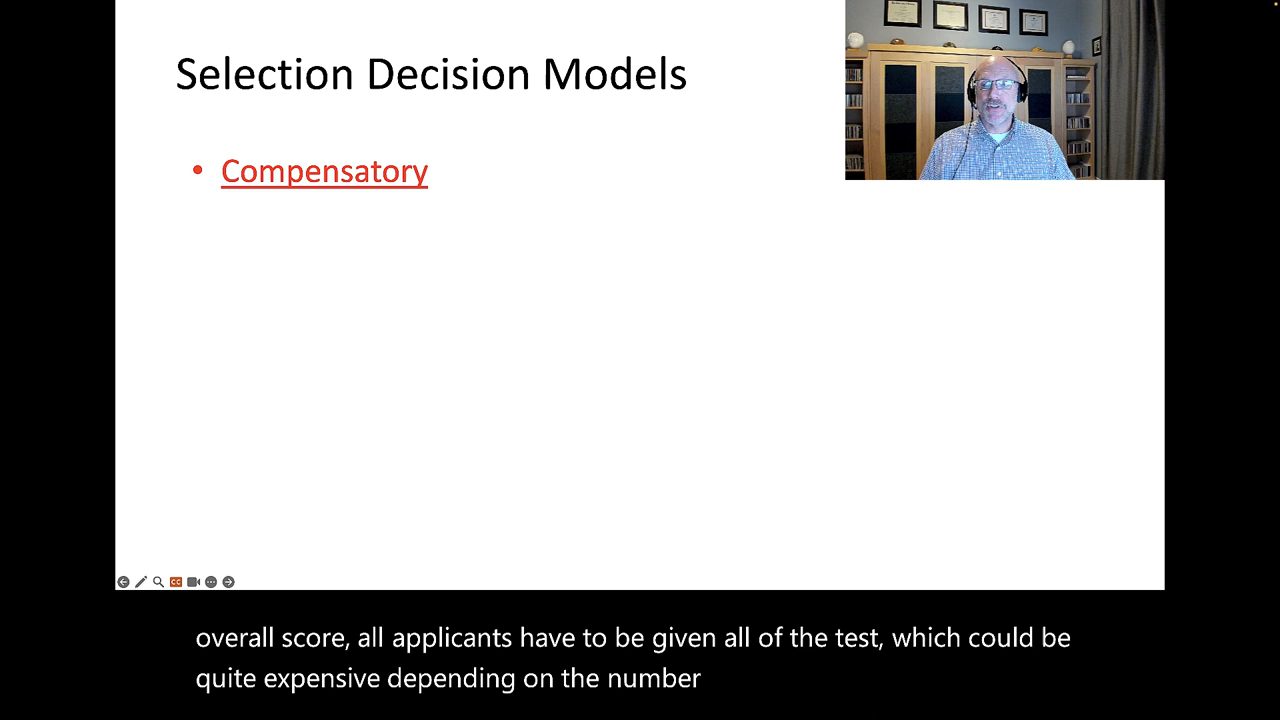 Selection Decision Models
• Compensatory
CC
overall score, all applicants have to be given all of the test, which could be
quite expensive depending on the number